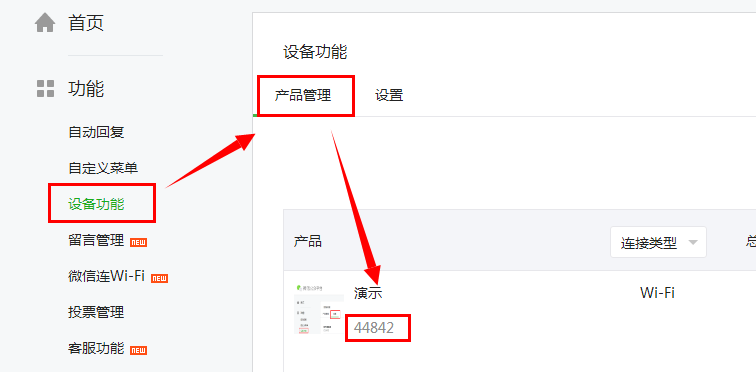 首页
功能
自动回复
自定义菜单
设备功能
留言管理 NEW
微信连Wi-Fi NEW
投票管理
客服功能 NEW
设备功能
产品管理 设置
产品 连接类型 总
演示 Wi-Fi
44842